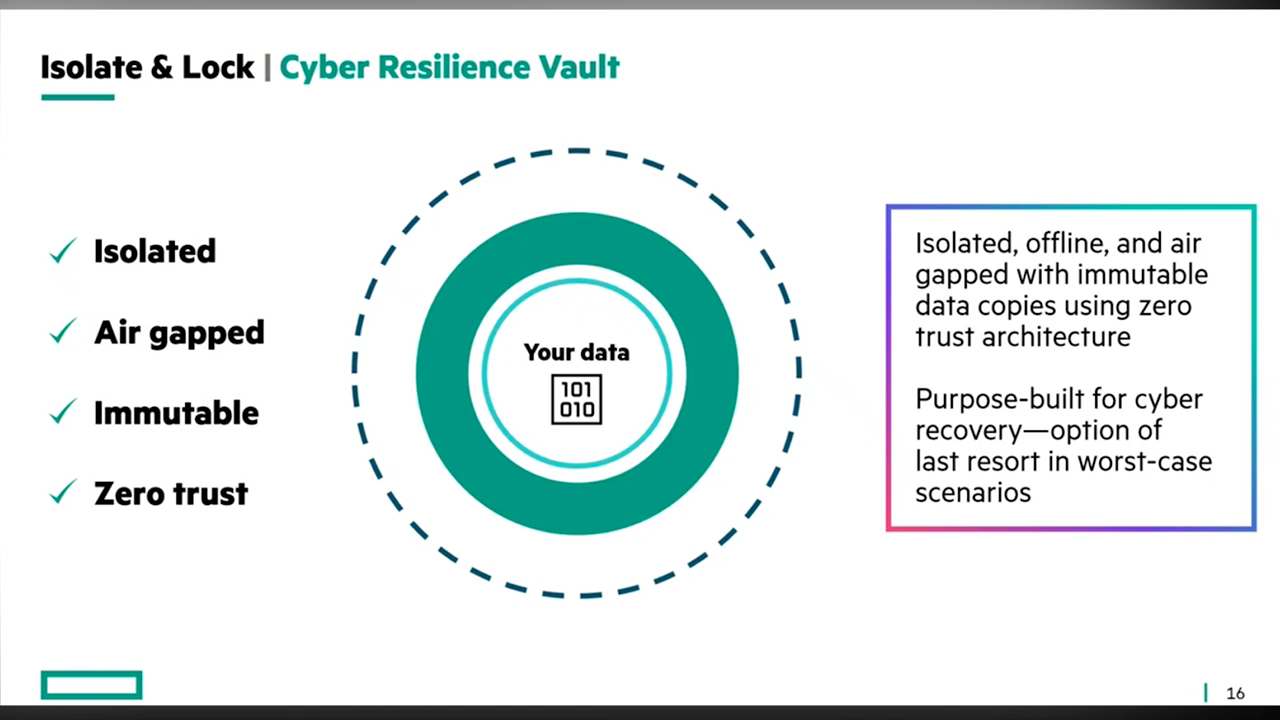 Isolate & Lock | Cyber Resilience Vault
Isolated
Air gapped
Immutable
Zero trust
Your data
101
010
Isolated, offline, and air
gapped with immutable
data copies using zero
trust architecture
Purpose-built for cyber
recovery—option of
last resort in worst-case
scenarios
16